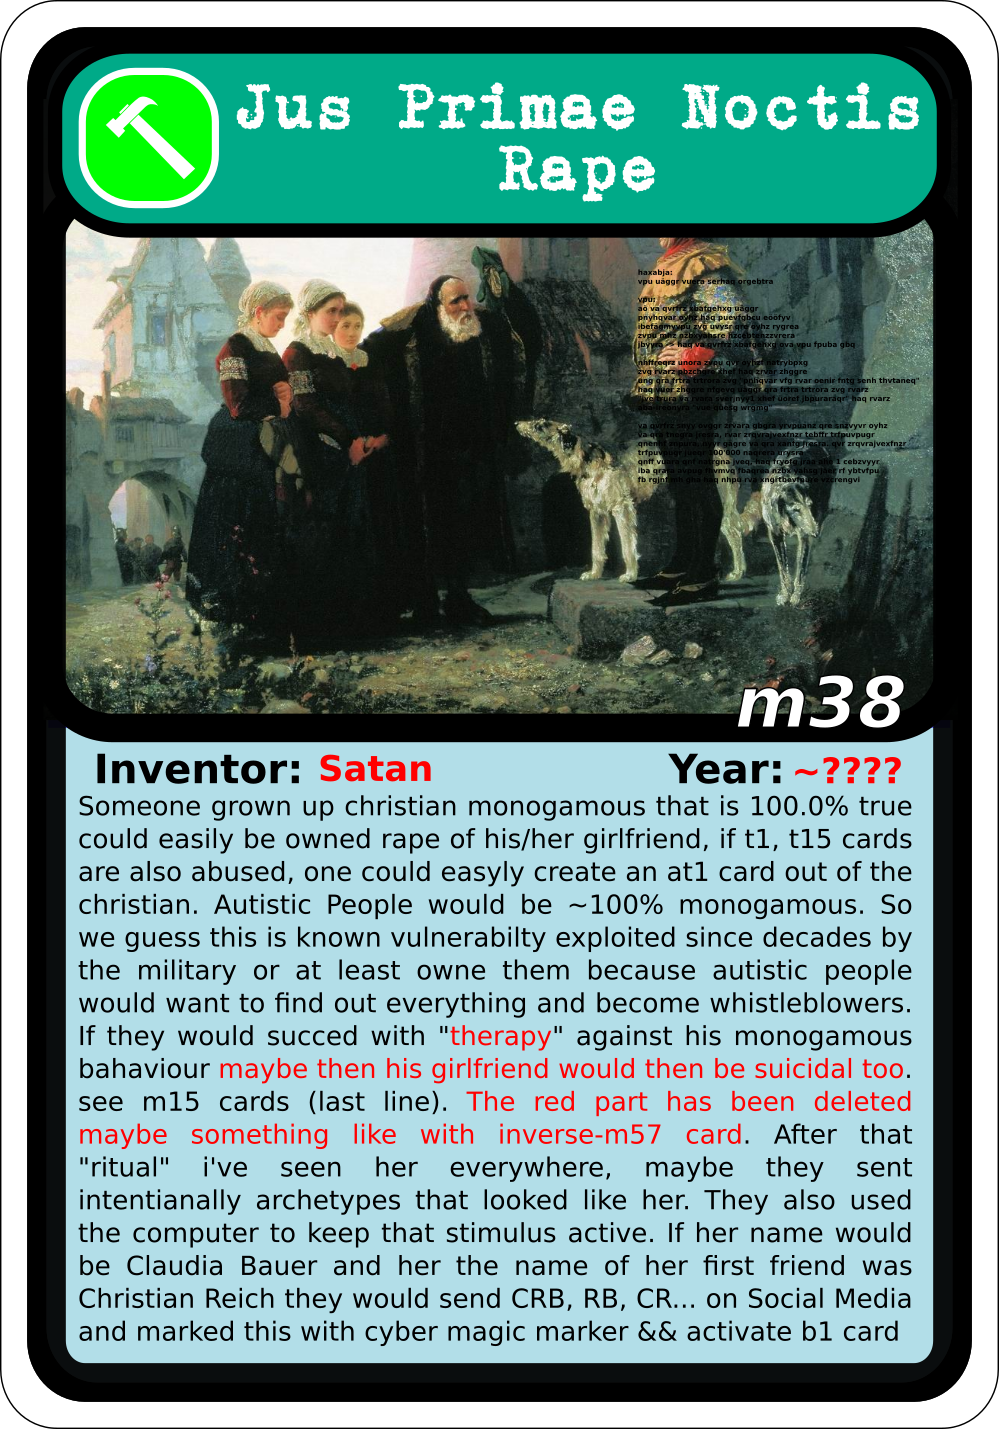 Jus Primae Noctis
Rape
haxabja:
vpu uäggr vuera serhaq orgebtra
vpu:
m38
Inventor: Satan
Year: ~????
Someone grown up christian monogamous that is 100.0% true
could easily be owned rape of his/her girlfriend, if t1, t15 cards
are also abused, one could easyly create an at1 card out of the
christian. Autistic People would be ~100% monogamous. So
we guess this is known vulnerabilty exploited since decades by
the military or at least owne them because autistic people
would want to find out everything and become whistleblowers.
If they would succed with "therapy" against his monogamous
bahaviour maybe then his girlfriend would then be suicidal too.
see m15 cards (last line). The red part has been deleted
maybe something like with inverse-m57 card. After that
"ritual" i've seen her everywhere, maybe they sent
intentianally archetypes that looked like her. They also used
the computer to keep that stimulus active. If her name would
be Claudia Bauer and her the name of her first friend was
Christian Reich they would send CRB, RB, CR... on Social Media
and marked this with cyber magic marker && activate b1 card